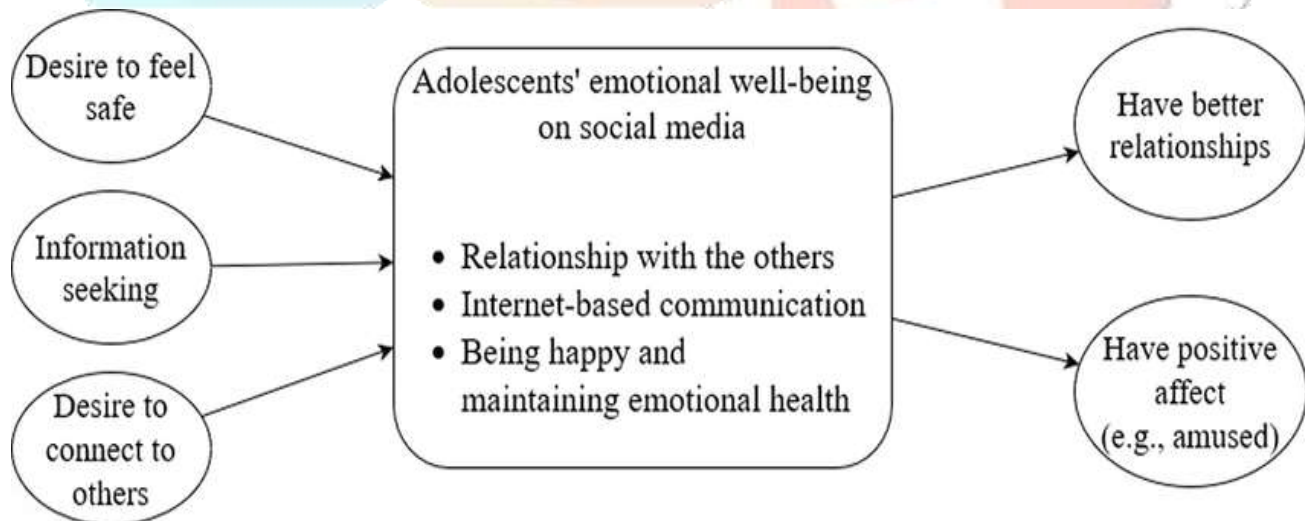 Desire to feel
safe
Information
seeking
Desire to
connect to
others
Adolescents' emotional well-being
on social media
• Relationship with the others
• Internet-based communication
• Being happy and
maintaining emotional health
Have better
relationships
Have positive
affect
(e.g., amused)